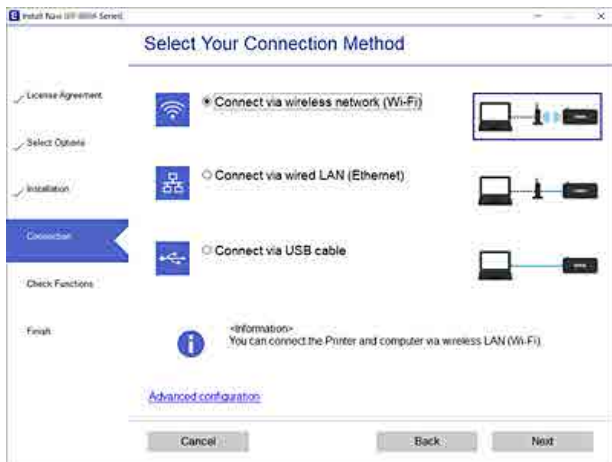 Select Your Connection Method
License Agreement
Select Options
Installation
Connection
Check Functions
Finish
Connect via wireless network (Wi-Fi)
Connect via wired LAN (Ethernet)
Connect via USB cable
<Information>
You can connect the Printer and computer via wireless LAN (Wi-Fi)
Advanced configuration
Cancel
Back
Next